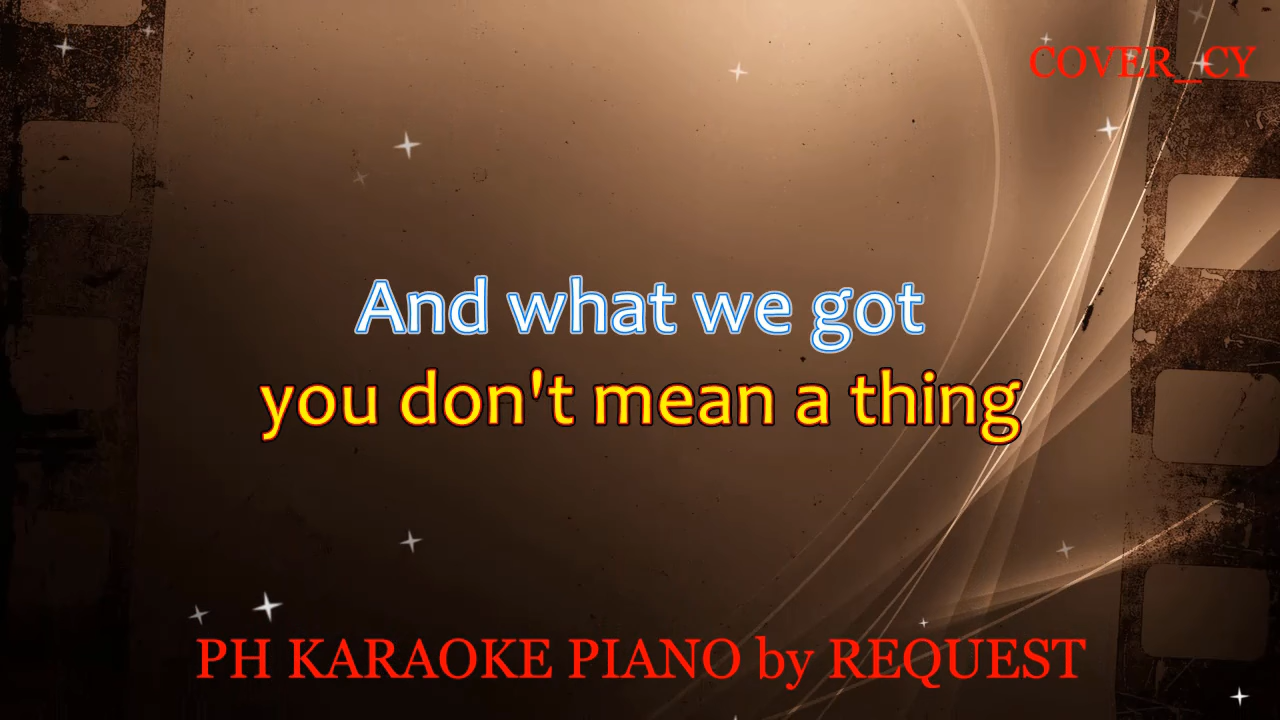 COVER_CY
And what we got
you don't mean a thing
PH KARAOKE PIANO by REQUEST